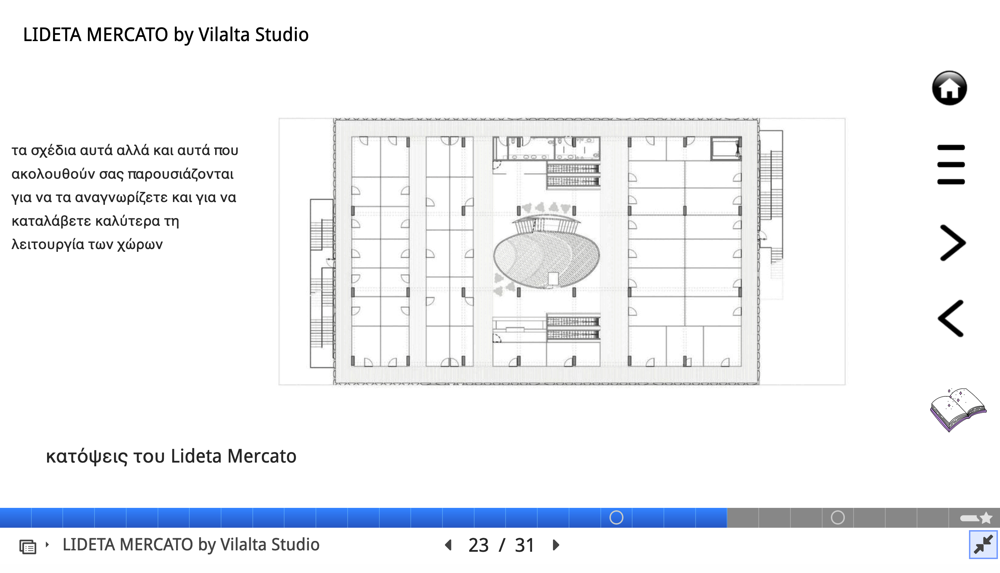 LIDETA MERCATO by Vilalta Studio
τα σχέδια αυτά αλλά και αυτά που
ακολουθούν σας παρουσιάζονται
για να τα αναγνωρίζετε και για να
καταλάβετε καλύτερα τη
λειτουργία των χώρων
κατόψεις του Lideta Mercato
LIDETA MERCATO by Vilalta Studio
23 / 31